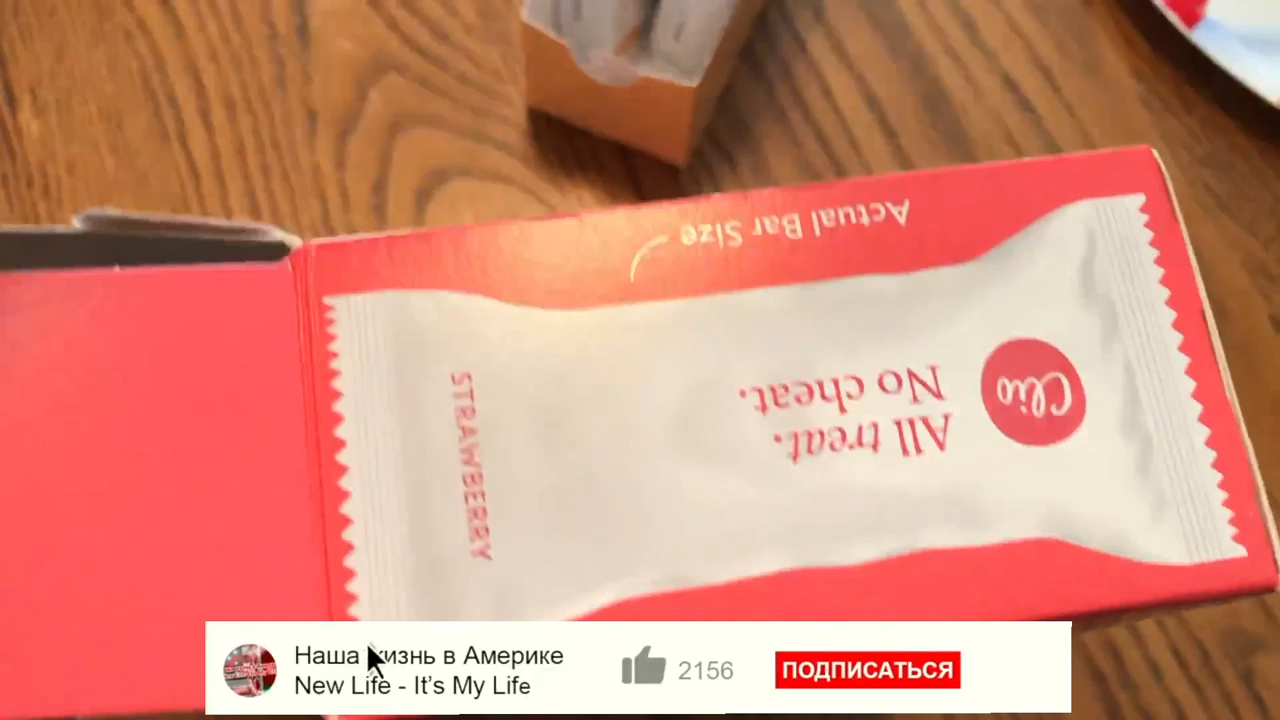 Actual Bar Size
Clio
All treat.
No cheat.
STRAWBERRY
Наша жизнь в Америке
New Life - It's My Life
2156
ПОДПИСАТЬСЯ